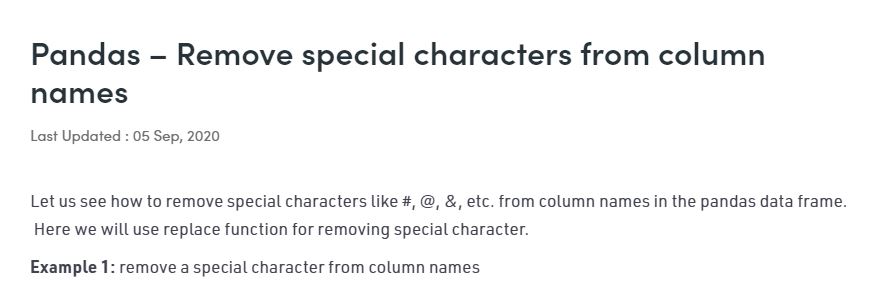 Pandas – Remove special characters from column
names
Last Updated : 05 Sep, 2020
Let us see how to remove special characters like #, @, &, etc. from column names in the pandas data frame.
Here we will use replace function for removing special character.
Example 1: remove a special character from column names